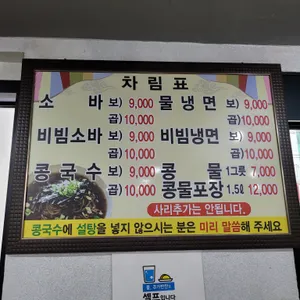 차림표
소 바 보) 9,000 물 냉 면 보) 9,000
곱)10,000 곱)10,000
비빔소바 보) 9,000 비빔냉면 보) 9,000
곱)10,000 곱)10,000
콩 국 수 보) 9,000 콩 물 1그릇 7,000
곱)10,000 콩물포장 1.5ℓ 12,000
사리추가는 안됩니다.
콩국수에 설탕을 넣지 않으시는 분은 미리 말씀해 주세요
셀프입니다